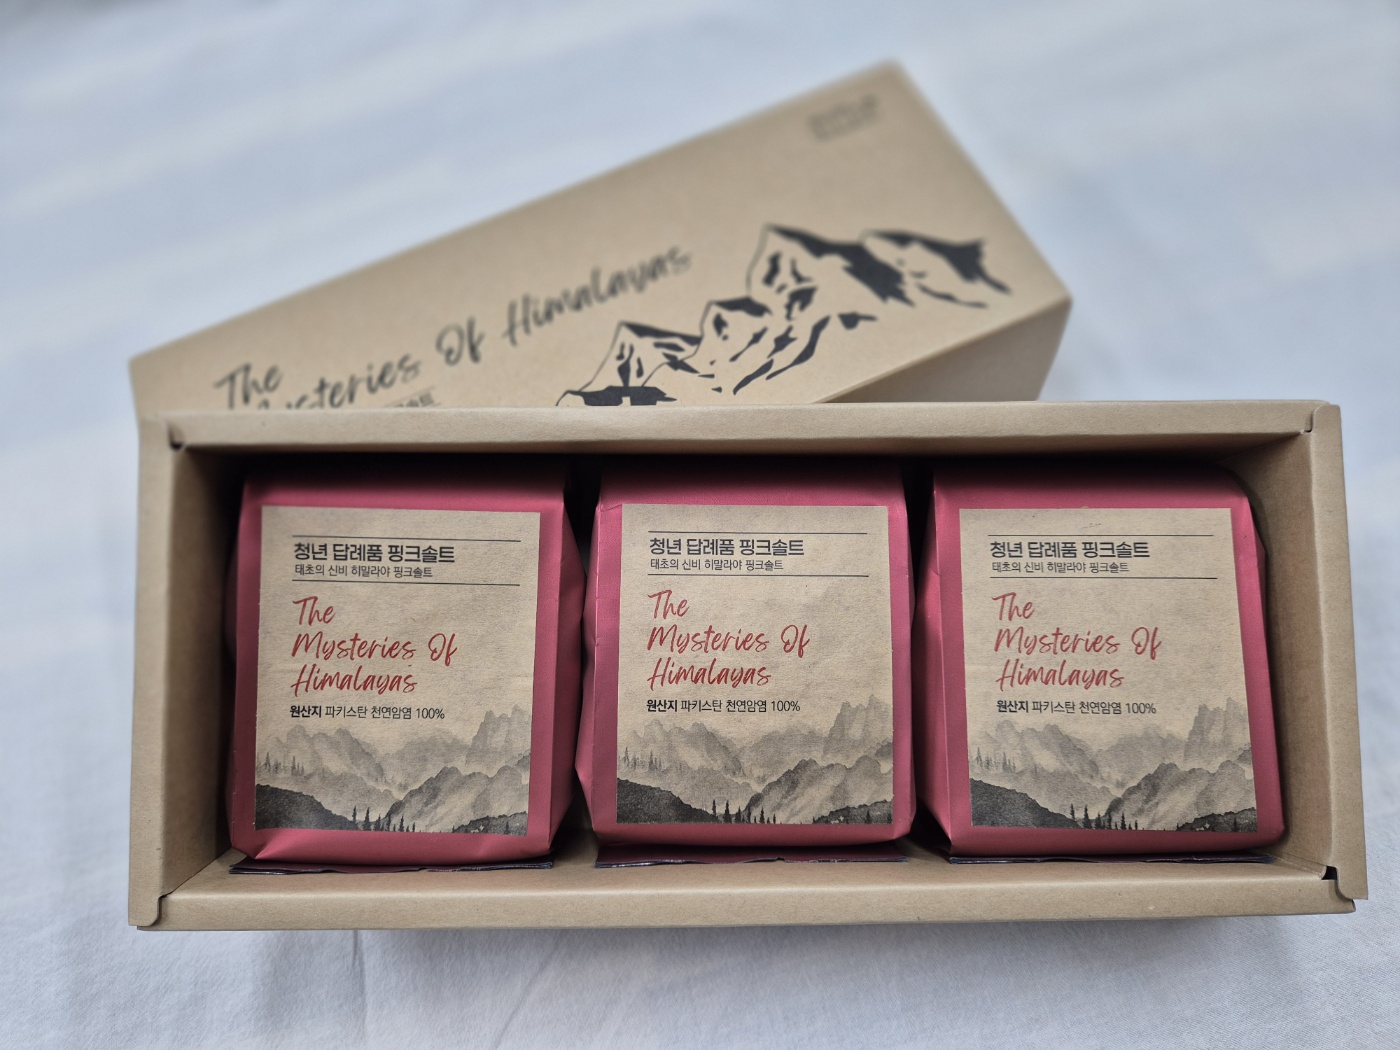 The
Mysteries Of Himalayas
청년 답례품 핑크솔트
태초의 신비 히말라야 핑크솔트
The
Mysteries Of
Himalayas
원산지 파키스탄 천연암염 100%
청년 답례품 핑크솔트
태초의 신비 히말라야 핑크솔트
The
Mysteries Of
Himalayas
원산지 파키스탄 천연암염 100%
청년 답례품 핑크솔트
태초의 신비 히말라야 핑크솔트
The
Mysteries Of
Himalayas
원산지 파키스탄 천연암염 100%